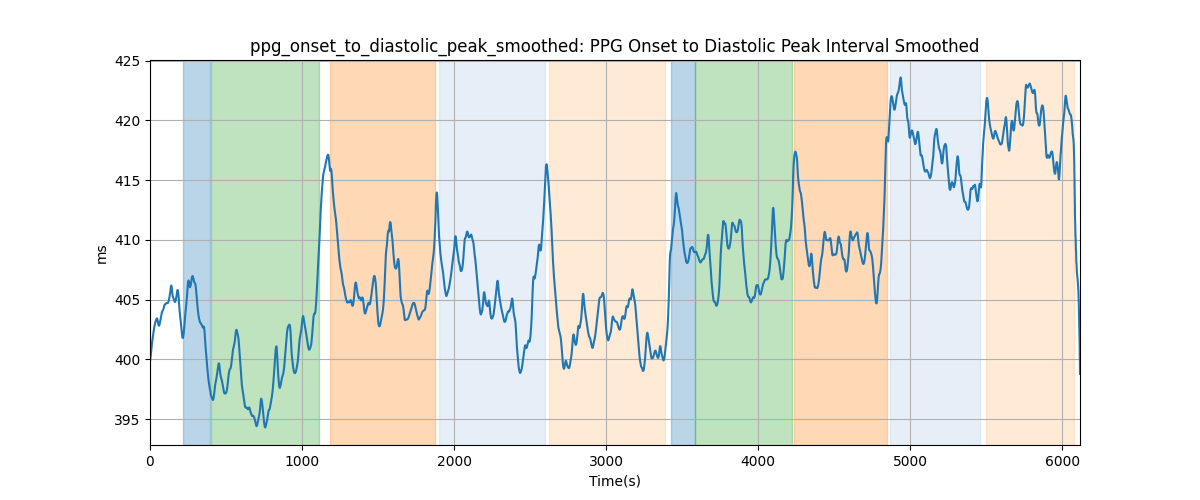 ppg_onset_to_diastolic_peak_smoothed: PPG Onset to Diastolic Peak Interval Smoothed
425
420
415
410
405
400
395
ms
0 1000 2000 3000 4000 5000 6000
Time(s)